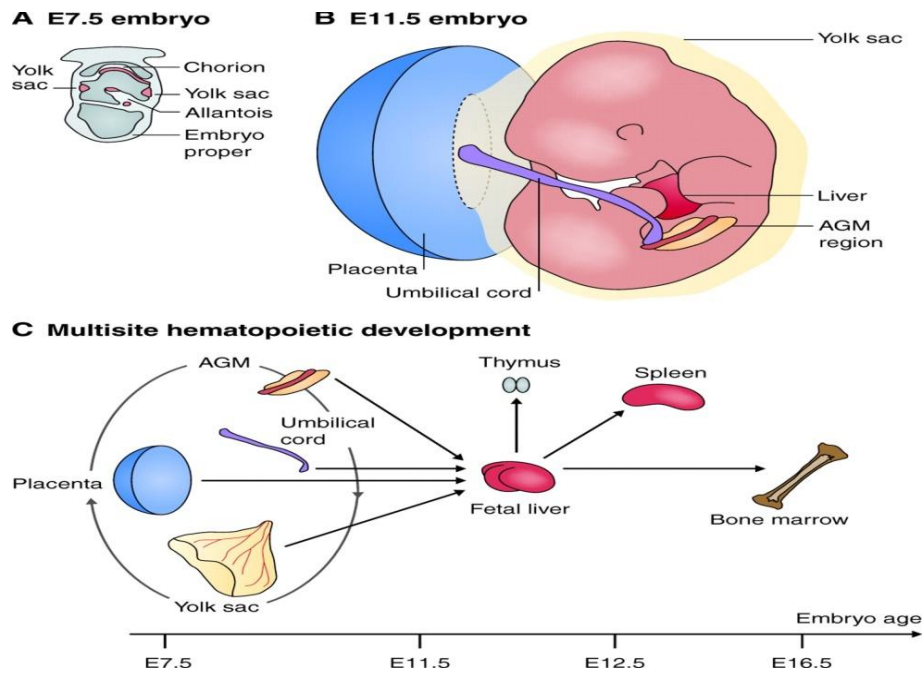 A E7.5 embryo
Yolk
sac
Chorion
Yolk sac
Allantois
Embryo
proper
B E11.5 embryo
Yolk sac
Liver
AGM
region
Placenta
Umbilical cord
C Multisite hematopoietic development
AGM
Umbilical
cord
Placenta
Yolk sac
Thymus
Spleen
Fetal liver
Bone marrow
Embryo age
E7.5
E11.5
E12.5
E16.5